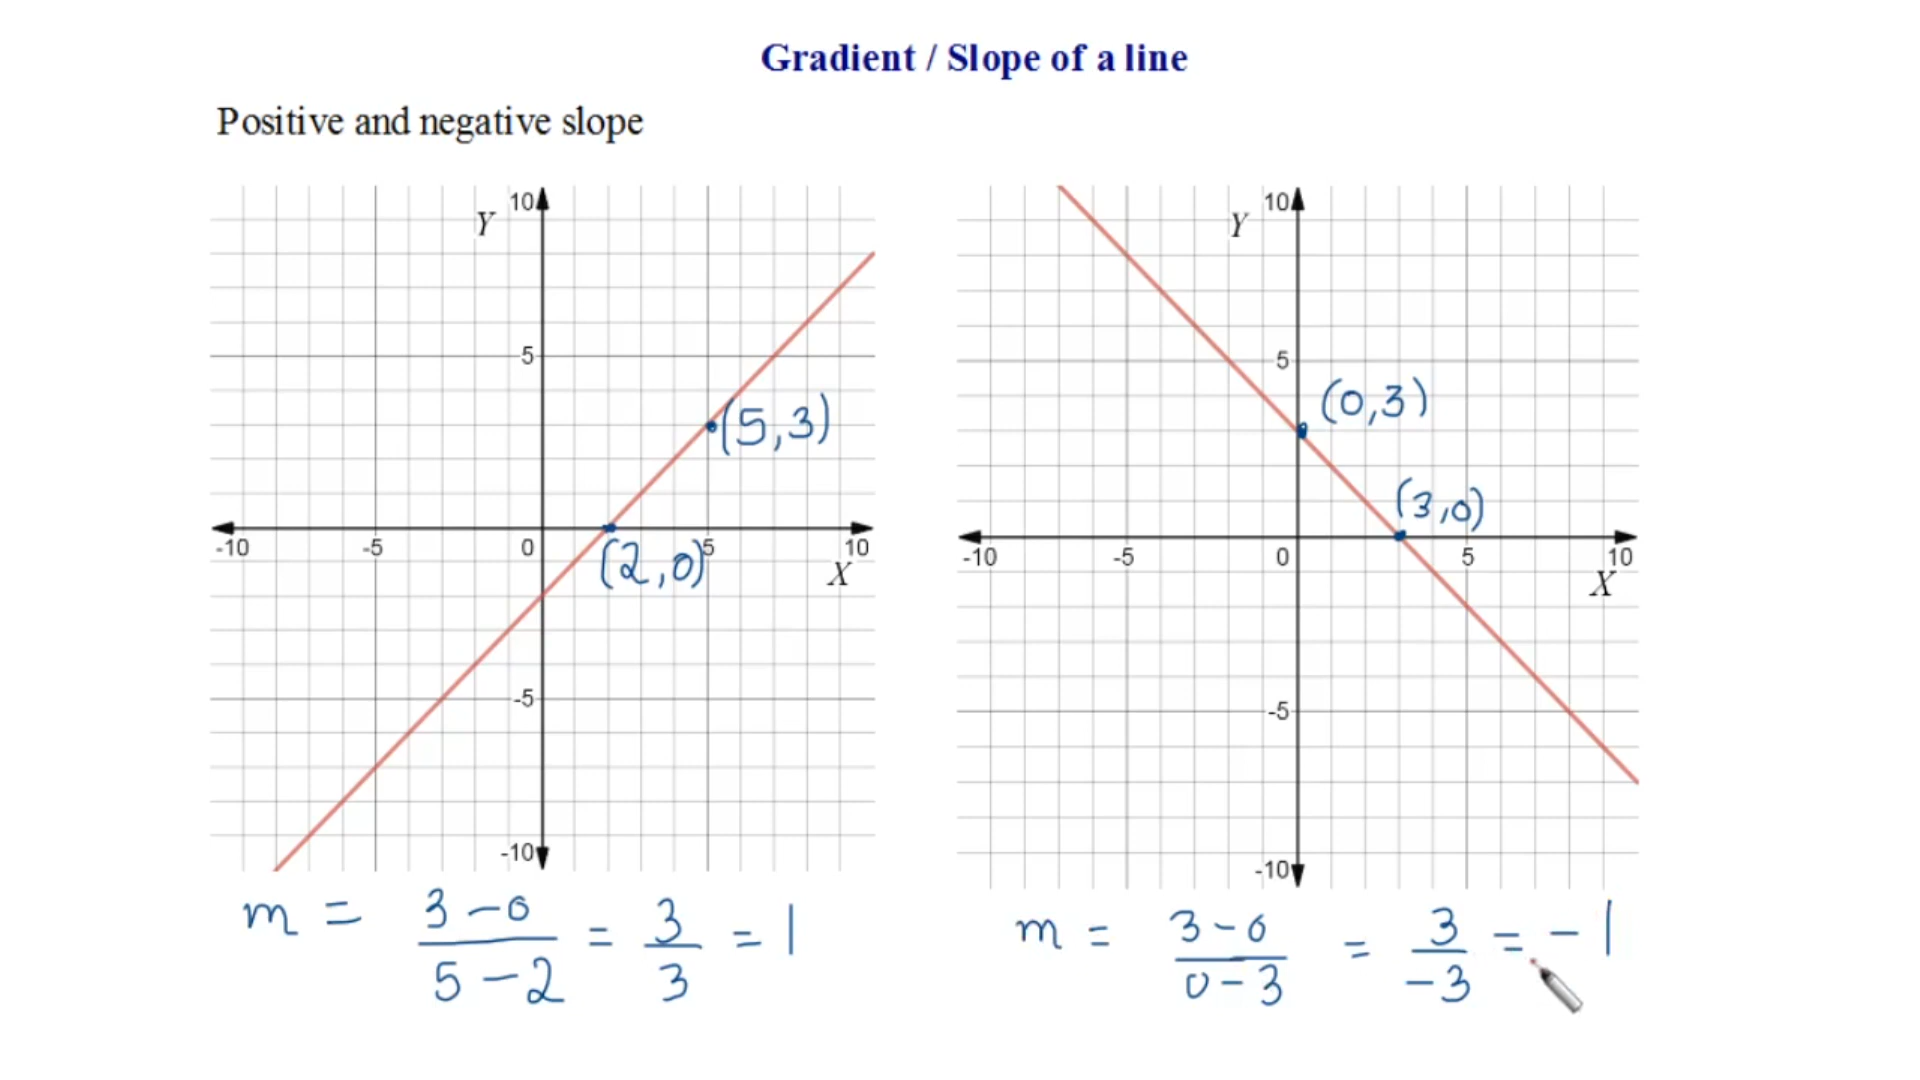 Gradient / Slope of a line
Positive and negative slope
10
Y
5
(5,3)
-10 -5 0 5 10
(2,0)
X
-5
-10
m = 3-0/5-2 = 3/3 = 1
10
Y
5
(0,3)
(3,0)
-10 -5 0 5 10
X
-5
-10
m = 3-0/0-3 = 3/-3 = -1